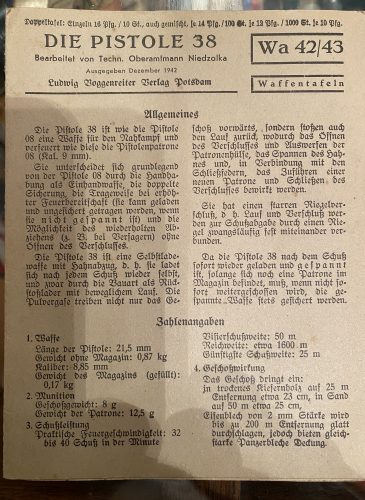 Doppeltafel: Einzeln 16 Pfg. / 10 St., auch gemischt, je 14 Pfg. / 100 St. je 12 Pfg. / 1000 St. je 10 Pfg.
DIE PISTOLE 38
Bearbeitet von Techn. Oberamtmann Niedzolka
Ausgegeben Dezember 1942
Ludwig Voggenreiter Verlag Potsdam
Wa 42/43
Waffentafeln
Allgemeines
Die Pistole 38 ist wie die Pistole
08 eine Waffe für den Nahkampf und
verfeuert wie diese die Pistolenpatrone
08 (Kal. 9 mm).
Sie unterscheidet sich grundlegend
von der Pistole 08 durch die Handha-
bung als Einhandwaffe, die doppelte
Sicherung, die Trageweise bei erhöh-
ter Feuerbereitschaft (sie kann geladen
und ungesichert getragen werden, wenn
sie nicht gespannt ist) und die
Möglichkeit des wiederholten Ab-
ziehens (z. B. bei Versagern) ohne
Öffnen des Verschlusses.
Die Pistole 38 ist eine Selbstlade-
waffe mit Hahnabzug, d. h. sie ladet
sich nach jedem Schuß wieder selbst,
und zwar durch die Bauart als Rück-
stoßlader mit beweglichem Lauf. Die
Pulvergase treiben nicht nur das Ge-
schoß vorwärts, sondern stoßen auch
den Lauf zurück, wodurch das Öffnen
des Verschlusses und Auswerfen der
Patronenhülse, das Spannen des Hah-
nes und, in Verbindung mit den
Schließfedern, das Zuführen einer
neuen Patrone und Schließen des
Verschlusses bewirkt werden.
Sie hat einen starren Riegelver-
schluß, d. h. Lauf und Verschluß wer-
den zur Schußabgabe durch einen Rie-
gel zwangsläufig fest miteinander ver-
bunden.
Da die Pistole 38 nach dem Schuß
sofort wieder geladen und gespannt
ist, solange sich noch eine Patrone im
Magazin befindet, muß, wenn nicht so-
fort weitergeschossen wird, die ge-
spannte Waffe stets gesichert werden.
Zahlenangaben
1. Waffe
Länge der Pistole: 21,5 mm
Gewicht ohne Magazin: 0,87 kg
Kaliber: 8,85 mm
Gewicht des Magazins (gefüllt):
0,17 kg
2. Munition
Geschoßgewicht: 8 g
Gewicht der Patrone: 12,5 g
3. Schußleistung
Praktische Feuergeschwindigkeit: 32
bis 40 Schuß in der Minute
Visierschußweite: 50 m
Reichweite: etwa 1600 m
Günstigste Schußweite: 25 m
4. Geschoßwirkung
Das Geschoß dringt ein:
in trockenes Kiefernholz auf 25 m
Entfernung etwa 23 cm, in Sand
auf 50 m etwa 25 cm,
Eisenblech von 2 mm Stärke wird
bis zu 200 m Entfernung glatt
durchschlagen, jedoch bieten gleich-
starke Panzerbleche Deckung.